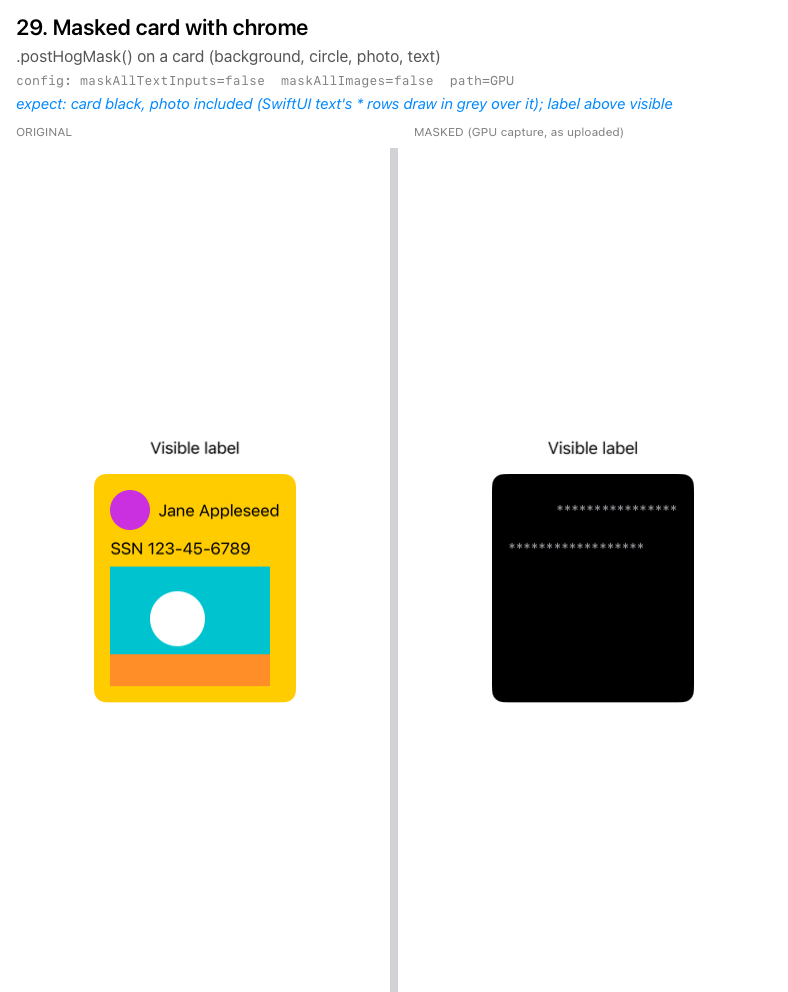 29. Masked card with chrome
.postHogMask() on a card (background, circle, photo, text)
config: maskAllTextInputs=false  maskAllImages=false  path=GPU
expect: card black, photo included (SwiftUI text's * rows draw in grey over it); label above visible
ORIGINAL
MASKED (GPU capture, as uploaded)
Visible label
Jane Appleseed
SSN 123-45-6789
Visible label
****************
******************